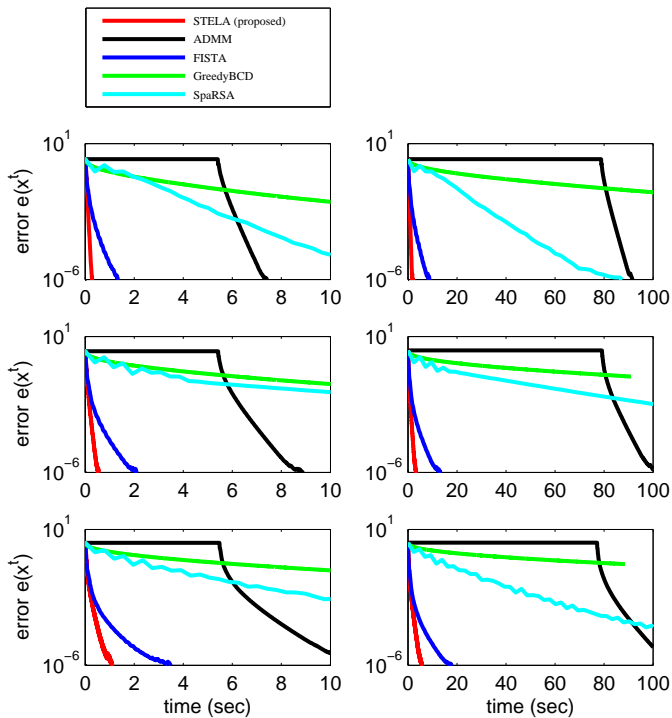 STELA (proposed)
ADMM
FISTA
GreedyBCD
SpaRSA
10^1
10^-6
error e(x^t)
0 2 4 6 8 10
10^1
10^-6
0 20 40 60 80 100
10^1
10^-6
error e(x^t)
0 2 4 6 8 10
10^1
10^-6
0 20 40 60 80 100
10^1
10^-6
error e(x^t)
0 2 4 6 8 10
time (sec)
10^1
10^-6
0 20 40 60 80 100
time (sec)